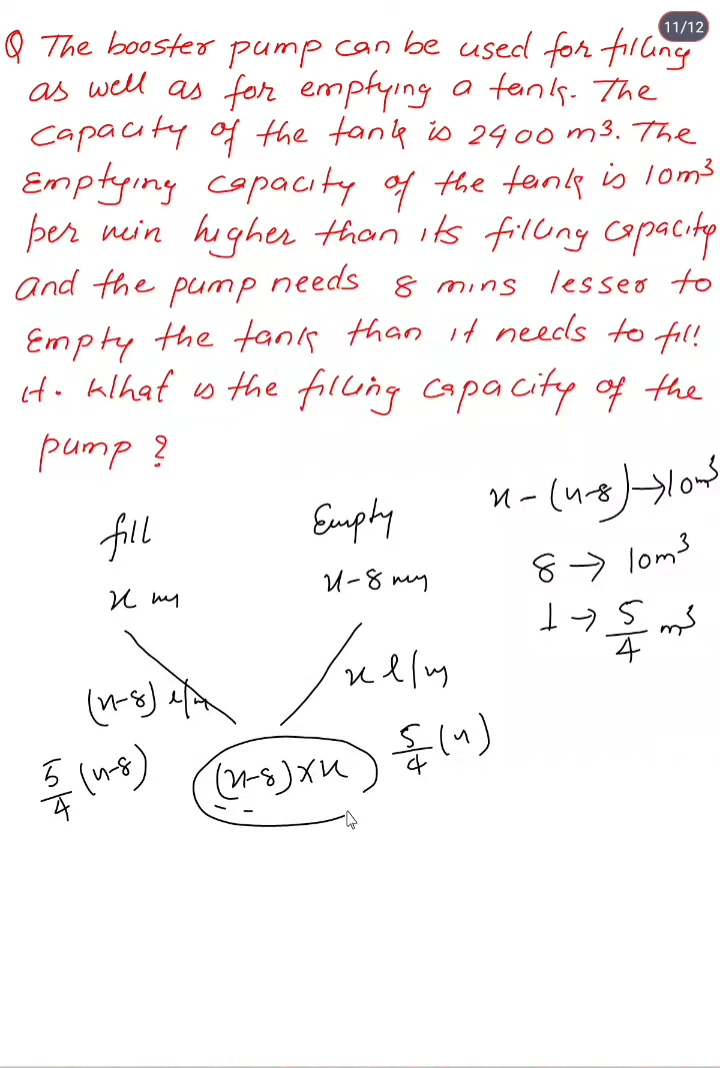 11/12
Q The booster pump can be used for filling
as well as for emptying a tank. The
capacity of the tank is 2400 m³. The
Emptying capacity of the tank is 10m³
per min higher than its filling capacity
and the pump needs 8 mins lesser to
Empty the tank than it needs to fill
it. What is the filling capacity of the
pump ?
fill
Empty
x - (x-8) → 10m³
x
x-8
8 → 10m³
1 → 5/4 m³
(x-8) l/m
x l/m
5/4 (x-8)
(x-8) × x
5/4 (x)